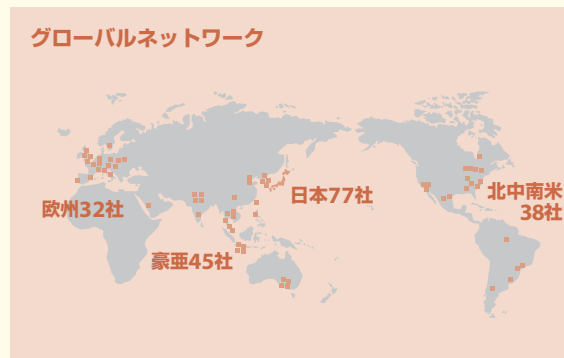 グローバルネットワーク
日本77社
北中南米
38社
欧州32社
豪亜45社